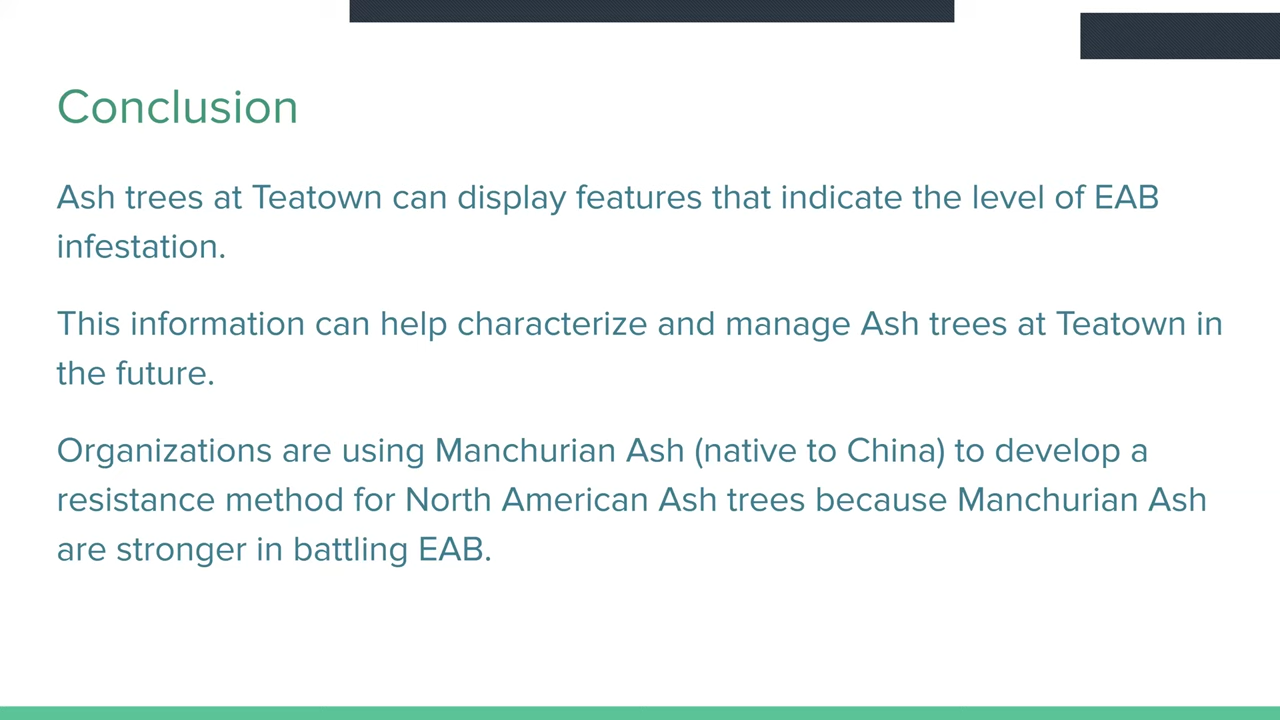 Conclusion
Ash trees at Teatown can display features that indicate the level of EAB
infestation.
This information can help characterize and manage Ash trees at Teatown in
the future.
Organizations are using Manchurian Ash (native to China) to develop a
resistance method for North American Ash trees because Manchurian Ash
are stronger in battling EAB.